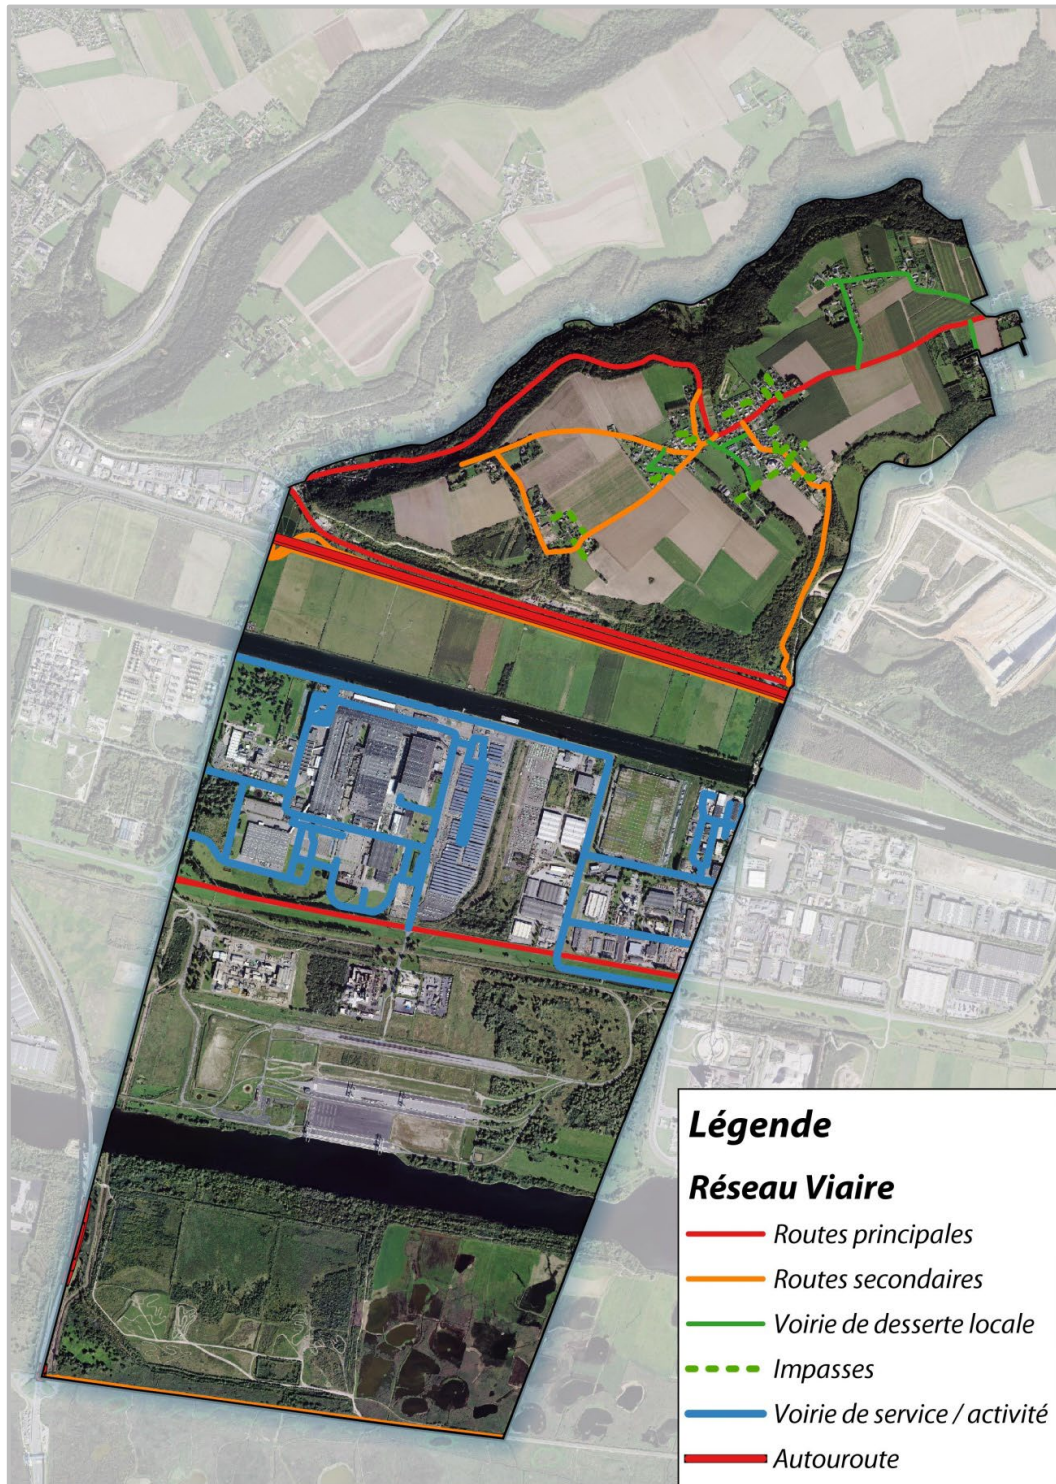 Légende
Réseau Viaire
Routes principales
Routes secondaires
Voirie de desserte locale
Impasses
Voirie de service / activité
Autouroute